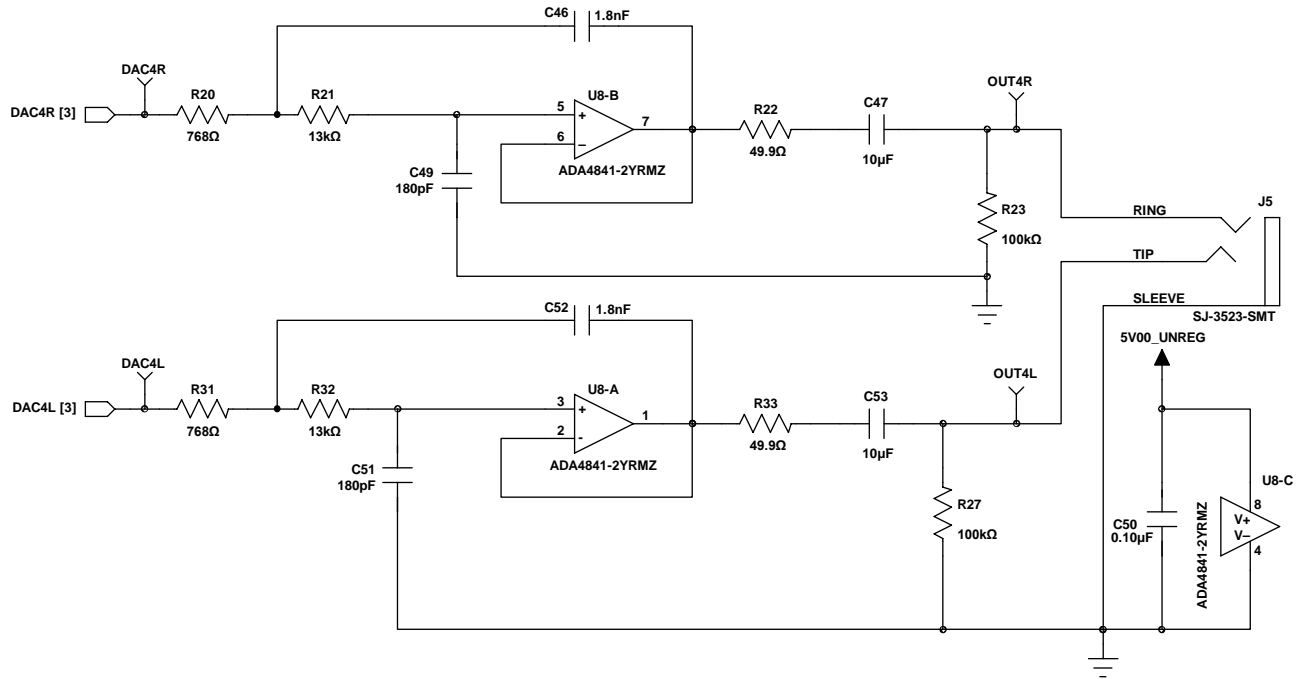 C46
1.8nF
DAC4R
DAC4R [3]
R20
768Ω
R21
13kΩ
U8-B
5
+
6
–
7
ADA4841-2YRMZ
C49
180pF
R22
49.9Ω
C47
10µF
OUT4R
R23
100kΩ
RING
TIP
SLEEVE
J5
SJ-3523-SMT
C52
1.8nF
DAC4L
DAC4L [3]
R31
768Ω
R32
13kΩ
U8-A
3
+
2
-
1
ADA4841-2YRMZ
C51
180pF
R33
49.9Ω
C53
10µF
OUT4L
R27
100kΩ
5V00_UNREG
C50
0.10µF
ADA4841-2YRMZ
U8-C
8
V+
V–
4